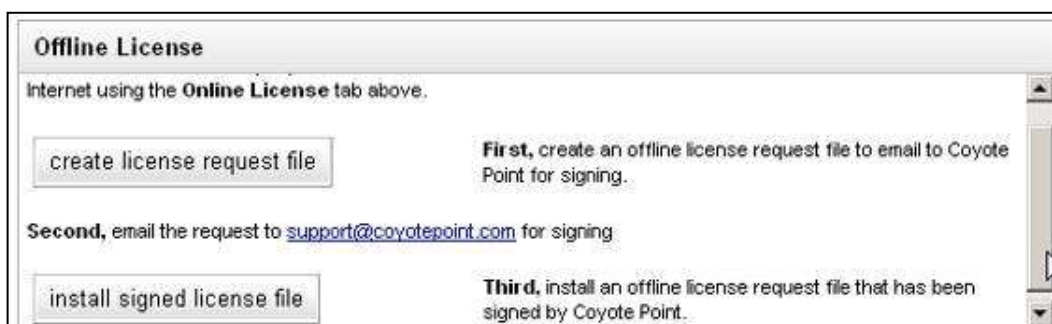 Offline License
Internet using the Online License tab above.
create license request file
First, create an offline license request file to email to Coyote
Point for signing.
Second, email the request to support@coyotepoint.com for signing
install signed license file
Third, install an offline license request file that has been
signed by Coyote Point.